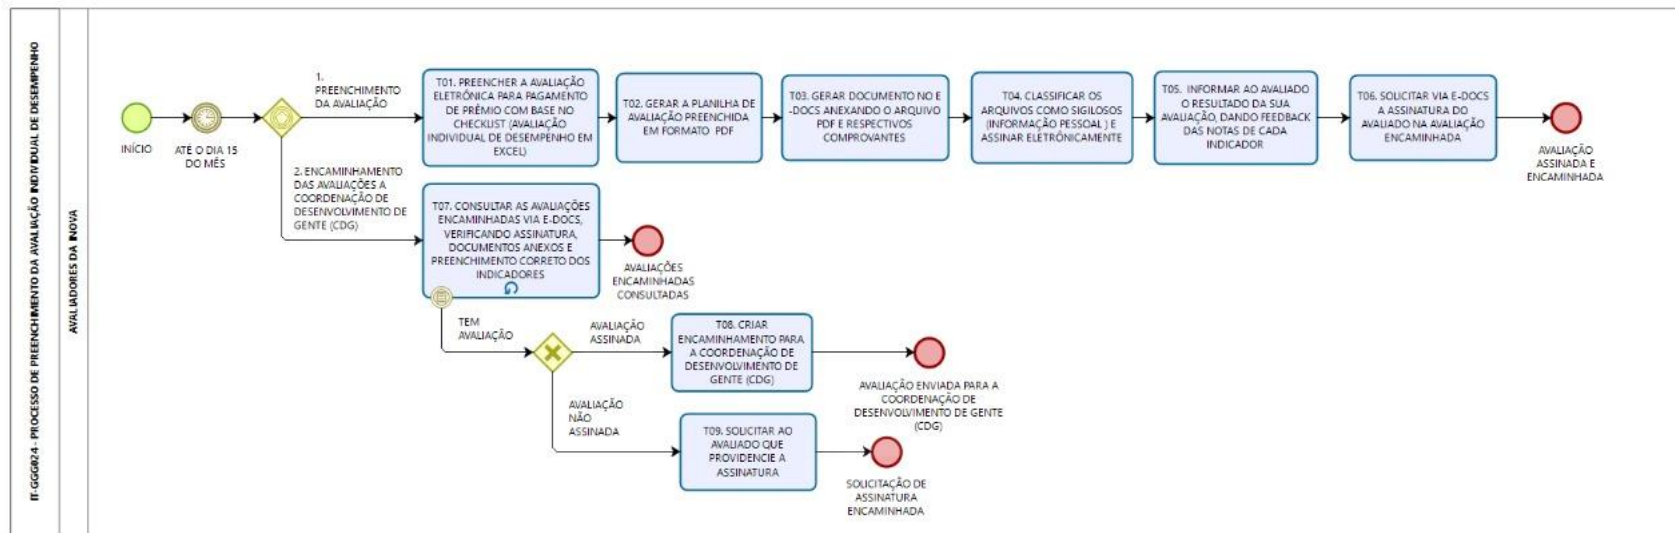 IT-GGG024 - PROCESSO DE PREENCHIMENTO DA AVALIAÇÃO INDIVIDUAL DE DESEMPENHO
AVALIADORES DA INOVA
INÍCIO
ATÉ O DIA 15
DO MÊS
1.
PREENCHIMENTO
DA AVALIAÇÃO
T01. PREENCHER A AVALIAÇÃO
ELETRÔNICA PARA PAGAMENTO
DE PRÊMIO COM BASE NO
CHECKLIST (AVALIAÇÃO
INDIVIDUAL DE DESEMPENHO EM
EXCEL)
T02. GERAR A PLANILHA DE
AVALIAÇÃO PREENCHIDA
EM FORMATO PDF
T03. GERAR DOCUMENTO NO E
-DOCS ANEXANDO O ARQUIVO
PDF E RESPECTIVOS
COMPROVANTES
T04. CLASSIFICAR OS
ARQUIVOS COMO SIGILOSOS
(INFORMAÇÃO PESSOAL ) E
ASSINAR ELETRÔNICAMENTE
T05. INFORMAR AO AVALIADO
O RESULTADO DA SUA
AVALIAÇÃO, DANDO FEEDBACK
DAS NOTAS DE CADA
INDICADOR
T06. SOLICITAR VIA E-DOCS
A ASSINATURA DO
AVALIADO NA AVALIAÇÃO
ENCAMINHADA
AVALIAÇÃO
ASSINADA E
ENCAMINHADA
2. ENCAMINHAMENTO
DAS AVALIAÇÕES A
COORDENAÇÃO DE
DESENVOLVIMENTO DE
GENTE (CDG)
T07. CONSULTAR AS AVALIAÇÕES
ENCAMINHADAS VIA E-DOCS,
VERIFICANDO ASSINATURA,
DOCUMENTOS ANEXOS E
PREENCHIMENTO CORRETO DOS
INDICADORES
AVALIAÇÕES
ENCAMINHADAS
CONSULTADAS
TEM
AVALIAÇÃO
AVALIAÇÃO
ASSINADA
T08. CRIAR
ENCAMINHAMENTO PARA
A COORDENAÇÃO DE
DESENVOLVIMENTO DE
GENTE (CDG)
AVALIAÇÃO ENVIADA PARA A
COORDENAÇÃO DE
DESENVOLVIMENTO DE GENTE
(CDG)
AVALIAÇÃO
NÃO
ASSINADA
T09. SOLICITAR AO
AVALIADO QUE
PROVIDENCIE A
ASSINATURA
SOLICITAÇÃO DE
ASSINATURA
ENCAMINHADA